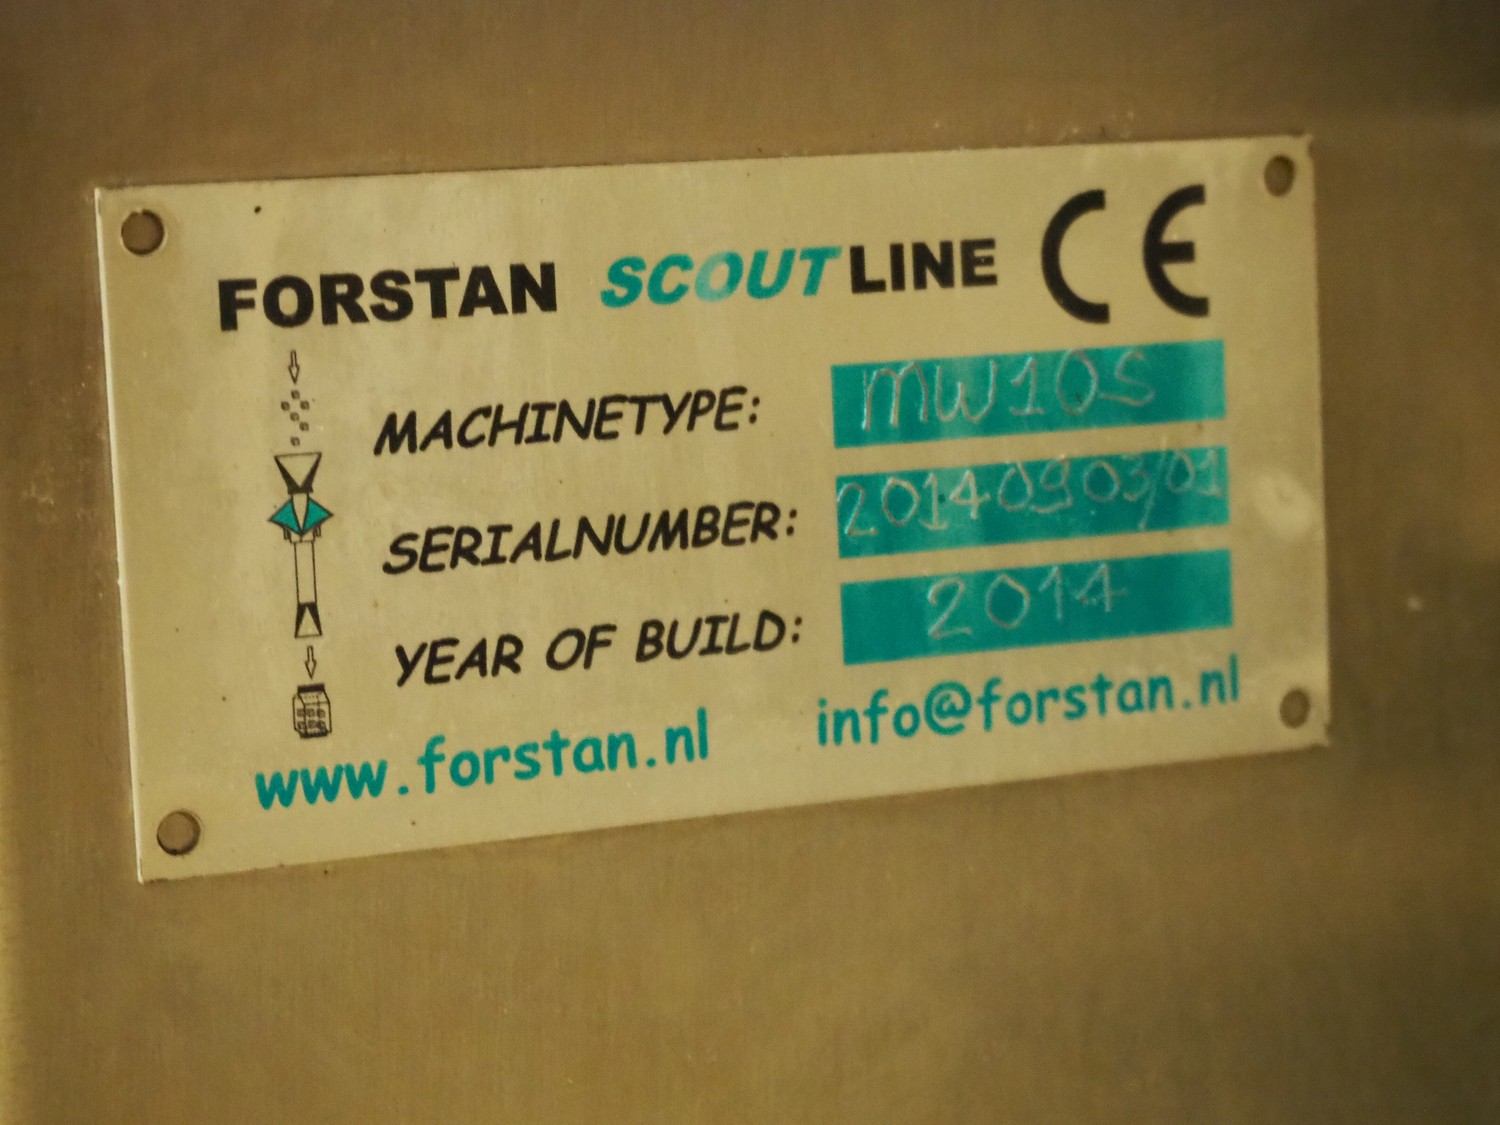 FORSTAN SCOUTLINE CE
MACHINETYPE: MW10S
SERIALNUMBER: 20140903/01
YEAR OF BUILD: 2014
www.forstan.nl info@forstan.nl